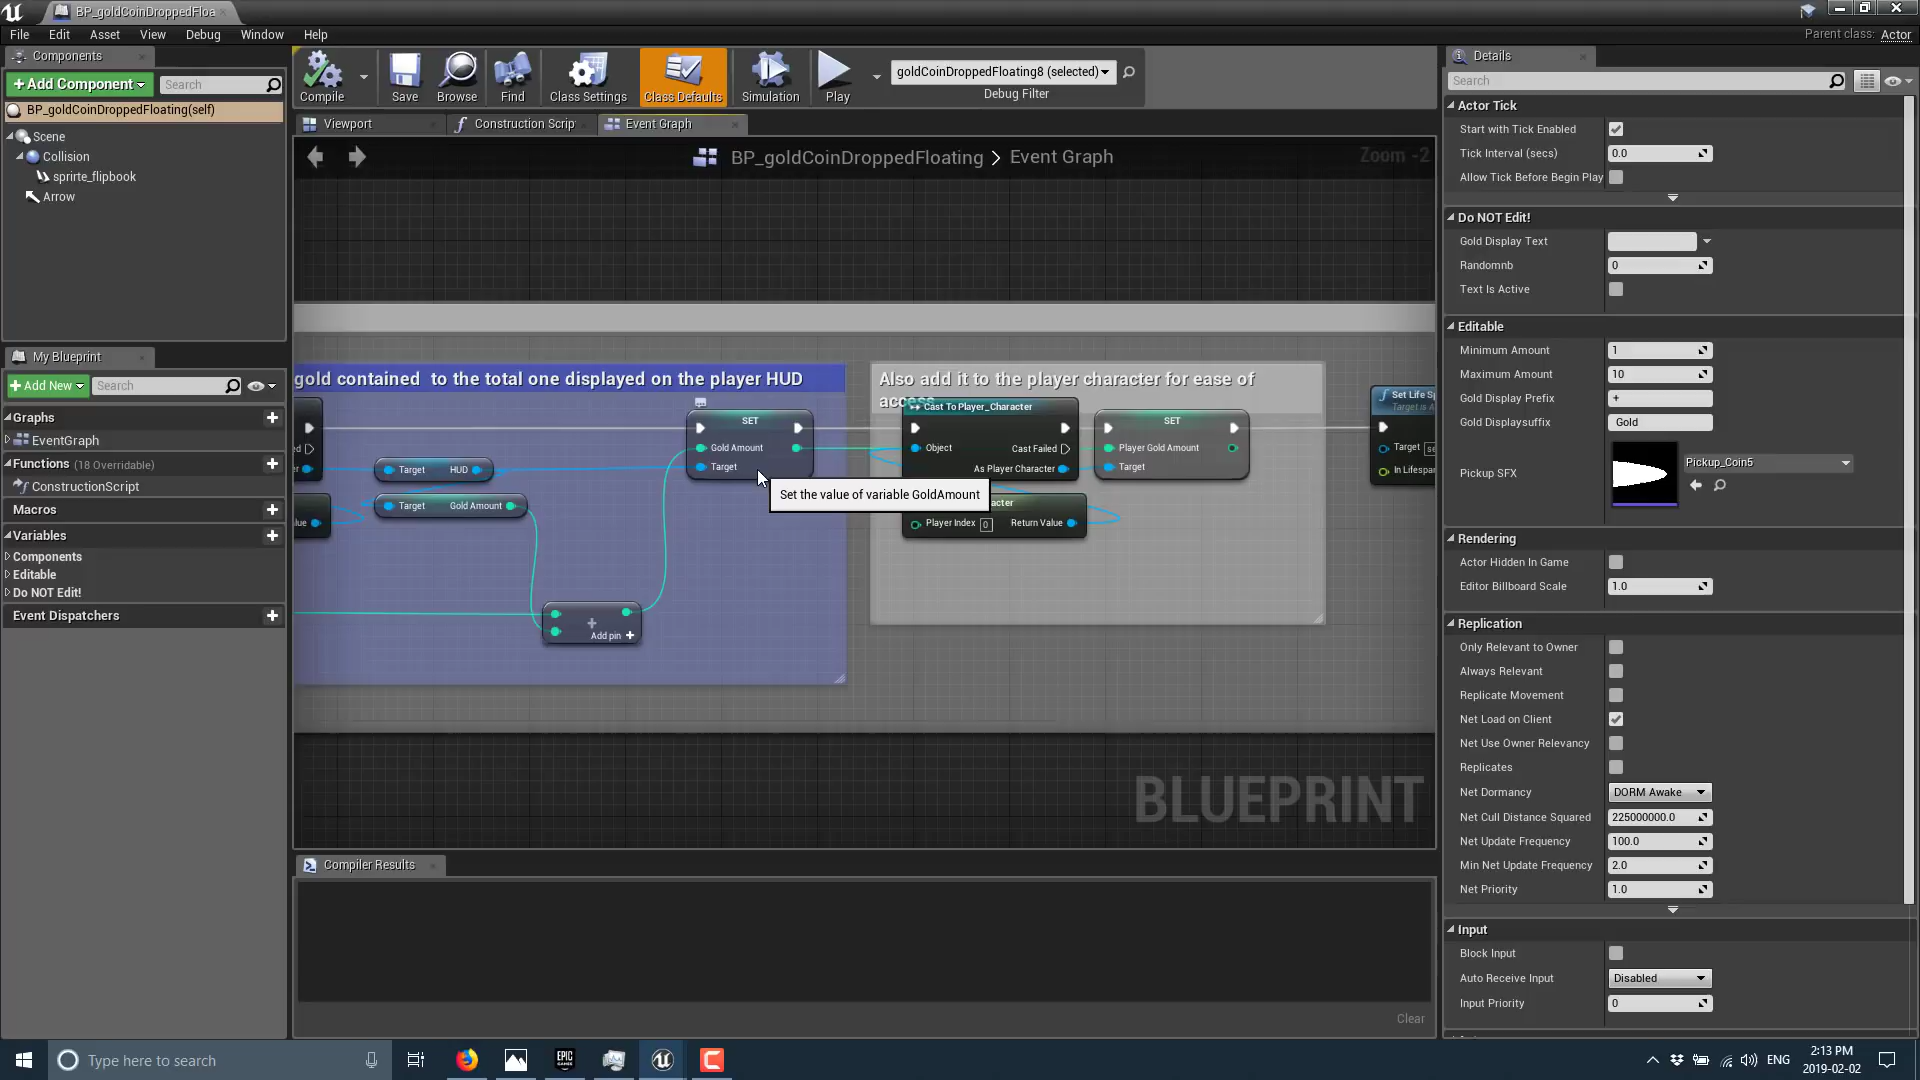 BP_goldCoinDroppedFloa
File Edit Asset View Debug Window Help
Parent class: Actor
Components
+Add Component
Search
BP_goldCoinDroppedFloating(self)
Scene
Collision
sprirte_flipbook
Arrow
My Blueprint
+Add New
Search
Graphs
EventGraph
Functions (18 Overridable)
ConstructionScript
Macros
Variables
Components
Editable
Do NOT Edit!
Event Dispatchers
Compile
Save
Browse
Find
Class Settings
Class Defaults
Simulation
Play
goldCoinDroppedFloating8 (selected)
Debug Filter
Viewport
Construction Scrip
Event Graph
BP_goldCoinDroppedFloating > Event Graph
Zoom -2
gold contained to the total one displayed on the player HUD
SET
Gold Amount
Target
Target HUD
Target Gold Amount
Add pin +
Set the value of variable GoldAmount
Also add it to the player character for ease of
Cast To Player_Character
Object
Cast Failed
As Player Character
Player Index 0 Return Value
SET
Player Gold Amount
Target
Set Life Sp
Target is A
Target
In Lifespan
BLUEPRINT
Compiler Results
Clear
Details
Search
Actor Tick
Start with Tick Enabled
Tick Interval (secs) 0.0
Allow Tick Before Begin Play
Do NOT Edit!
Gold Display Text
Randomnb 0
Text Is Active
Editable
Minimum Amount 1
Maximum Amount 10
Gold Display Prefix +
Gold Displaysuffix Gold
Pickup SFX Pickup_Coin5
Rendering
Actor Hidden In Game
Editor Billboard Scale 1.0
Replication
Only Relevant to Owner
Always Relevant
Replicate Movement
Net Load on Client
Net Use Owner Relevancy
Replicates
Net Dormancy DORM Awake
Net Cull Distance Squared 225000000.0
Net Update Frequency 100.0
Min Net Update Frequency 2.0
Net Priority 1.0
Input
Block Input
Auto Receive Input Disabled
Input Priority 0
Type here to search
EPIC GAMES
ENG
2:13 PM
2019-02-02